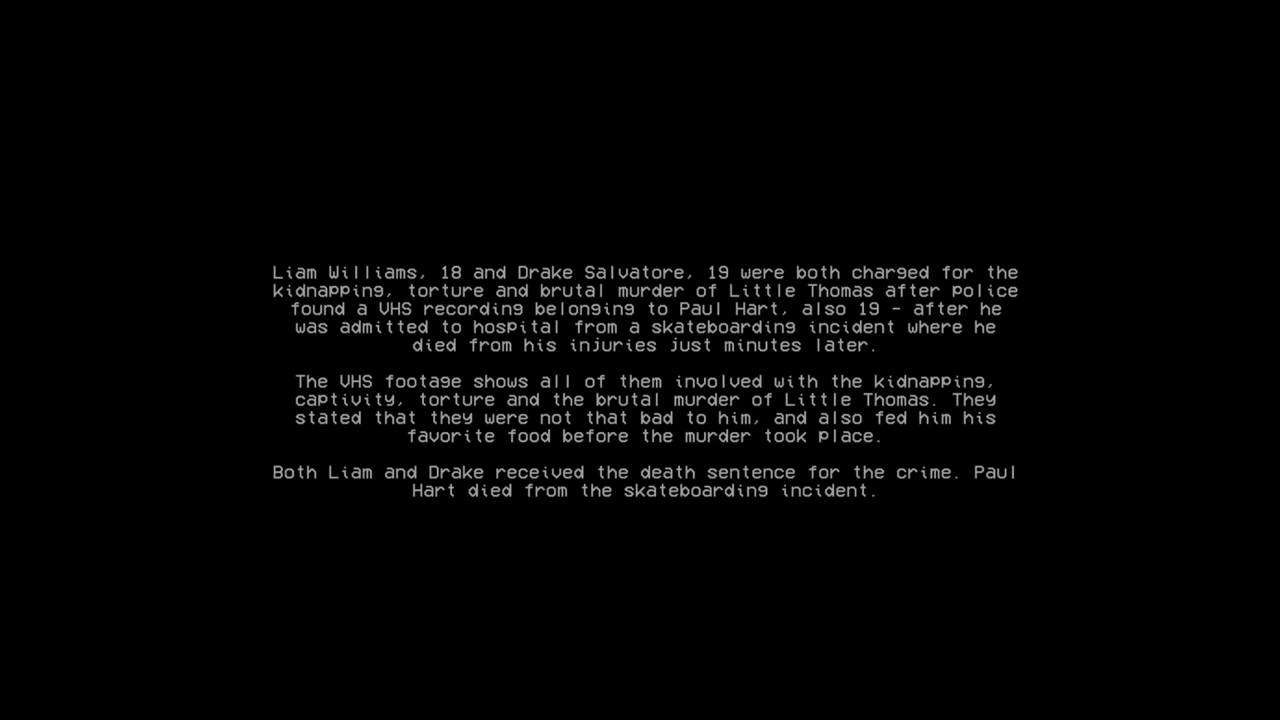 Liam Williams, 18 and Drake Salvatore, 19 were both charged for the
kidnapping, torture and brutal murder of Little Thomas after police
found a VHS recording belonging to Paul Hart, also 19 - after he
was admitted to hospital from a skateboarding incident where he
died from his injuries just minutes later.
The VHS footage shows all of them involved with the kidnapping,
captivity, torture and the brutal murder of Little Thomas. They
stated that they were not that bad to him, and also fed him his
favorite food before the murder took place.
Both Liam and Drake received the death sentence for the crime. Paul
Hart died from the skateboarding incident.